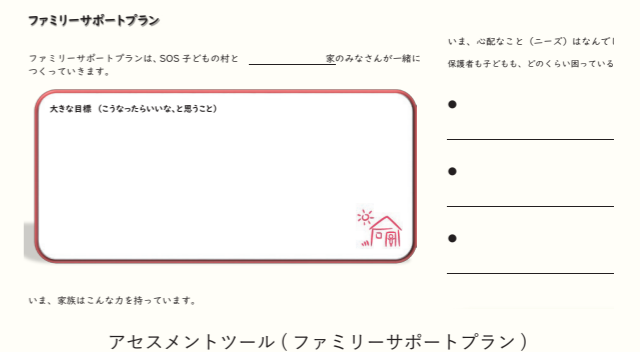 ファミリーサポートプラン
ファミリーサポートプランは、SOS 子どもの村と 家のみなさんが一緒に
つくっていきます。
大きな目標 (こうなったらいいな、と思うこと)
いま、家族はこんな力を持っています。
いま、心配なこと (ニーズ) はなんで
保護者も子どもも、どのくらい困っている
アセスメントツール ( ファミリーサポートプラン )